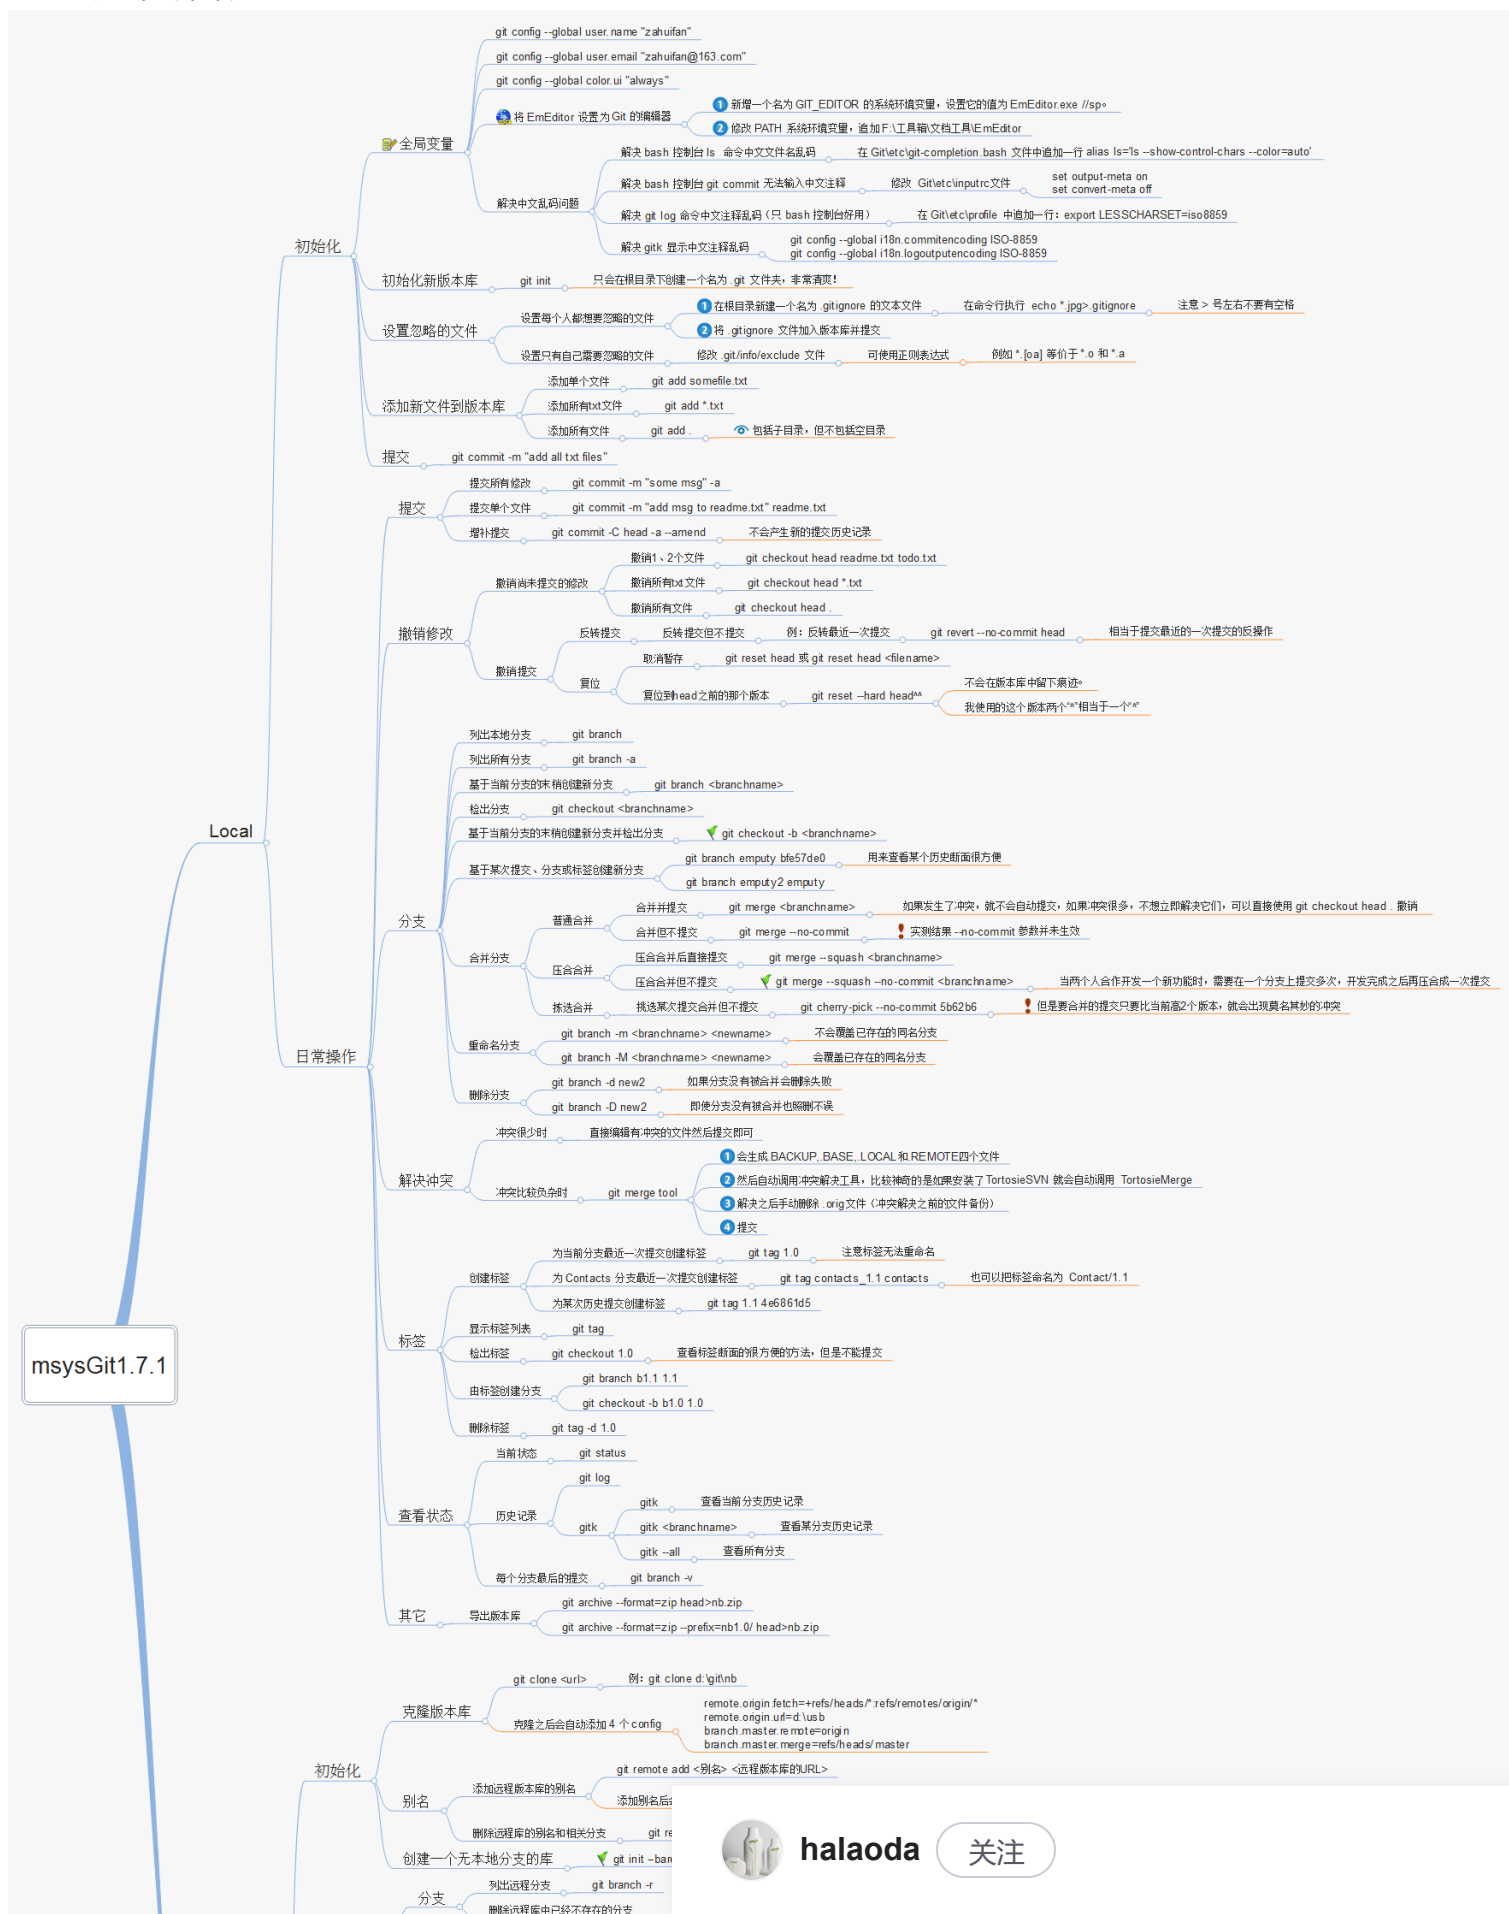 git config --global user.name "zahuifan"
git config --global user.email "zahuifan@163.com"
git config --global color.ui "always"
将 EmEditor 设置为 Git 的编辑器
1 新增一个名为 GIT_EDITOR 的系统环境变量，设置它的值为 EmEditor.exe //sp。
2 修改 PATH 系统环境变量，追加 F:\工具箱\文档工具\EmEditor
全局变量
解决 bash 控制台 ls 命令中文文件名乱码
在 Git\etc\git-completion.bash 文件中追加一行 alias ls='ls --show-control-chars --color=auto'
解决 bash 控制台 git commit 无法输入中文注释
修改 Git\etc\inputrc文件
set output-meta on
set convert-meta off
解决中文乱码问题
解决 git log 命令中文注释乱码（只 bash 控制台好用）
在 Git\etc\profile 中追加一行：export LESSCHARSET=iso8859
解决 gitk 显示中文注释乱码
git config --global i18n.commitencoding ISO-8859
git config --global i18n.logoutputencoding ISO-8859
初始化
初始化新版本库
git init
只会在根目录下创建一个名为 .git 文件夹，非常清爽！
设置忽略的文件
设置每个人都想要忽略的文件
1 在根目录新建一个名为 .gitignore 的文本文件
在命令行执行 echo *.jpg>.gitignore
注意 > 号左右不要有空格
2 将 .gitignore 文件加入版本库并提交
设置只有自己需要忽略的文件
修改 .git/info/exclude 文件
可使用正则表达式
例如 *.[oa] 等价于 *.o 和 *.a
添加新文件到版本库
添加单个文件
git add somefile.txt
添加所有txt文件
git add *.txt
添加所有文件
git add .
包括子目录，但不包括空目录
提交
git commit -m "add all txt files"
提交
提交所有修改
git commit -m "some msg" -a
提交单个文件
git commit -m "add msg to readme.txt" readme.txt
增补提交
git commit -C head -a --amend
不会产生新的提交历史记录
撤销修改
撤销尚未提交的修改
撤销1、2个文件
git checkout head readme.txt todo.txt
撤销所有txt文件
git checkout head *.txt
撤销所有文件
git checkout head .
撤销提交
反转提交
反转提交但不提交
例：反转最近一次提交
git revert --no-commit head
相当于提交最近的一次提交的反操作
复位
取消暂存
git reset head 或 git reset head <filename>
复位到head之前的那个版本
git reset --hard head^^
不会在版本库中留下痕迹。
我使用的这个版本两个"^"相当于一个"^"
Local
日常操作
分支
列出本地分支
git branch
列出所有分支
git branch -a
基于当前分支的末梢创建新分支
git branch <branchname>
检出分支
git checkout <branchname>
基于当前分支的末梢创建新分支并检出分支
git checkout -b <branchname>
基于某次提交、分支或标签创建新分支
git branch emputy bfe57de0
用来查看某个历史断面很方便
git branch emputy2 emputy
合并分支
普通合并
合并并提交
git merge <branchname>
如果发生了冲突，就不会自动提交，如果冲突很多，不想立即解决它们，可以直接使用 git checkout head . 撤销
合并但不提交
git merge --no-commit
实测结果 --no-commit 参数并未生效
压合合并
压合合并后直接提交
git merge --squash <branchname>
压合合并但不提交
git merge --squash --no-commit <branchname>
当两个人合作开发一个新功能时，需要在一个分支上提交多次，开发完成之后再压合成一次提交
拣选合并
挑选某次提交合并但不提交
git cherry-pick --no-commit 5b62b6
但是要合并的提交只要比当前高2个版本，就会出现莫名其妙的冲突
重命名分支
git branch -m <branchname> <newname>
不会覆盖已存在的同名分支
git branch -M <branchname> <newname>
会覆盖已存在的同名分支
删除分支
git branch -d new2
如果分支没有被合并会删除失败
git branch -D new2
即使分支没有被合并也照删不误
解决冲突
冲突很少时
直接编辑有冲突的文件然后提交即可
冲突比较负杂时
git merge tool
1 会生成.BACKUP,.BASE,.LOCAL和.REMOTE四个文件
2 然后自动调用冲突解决工具，比较神奇的是如果安装了TortosieSVN 就会自动调用 TortosieMerge
3 解决之后手动删除 .orig文件（冲突解决之前的文件备份）
4 提交
标签
创建标签
为当前分支最近一次提交创建标签
git tag 1.0
注意标签无法重命名
为 Contacts 分支最近一次提交创建标签
git tag contacts_1.1 contacts
也可以把标签命名为 Contact/1.1
为某次历史提交创建标签
git tag 1.1 4e6861d5
显示标签列表
git tag
检出标签
git checkout 1.0
查看标签断面的很方便的方法，但是不能提交
由标签创建分支
git branch b1.1 1.1
git checkout -b b1.0 1.0
删除标签
git tag -d 1.0
msysGit1.7.1
查看状态
当前状态
git status
历史记录
git log
gitk
gitk
查看当前分支历史记录
gitk <branchname>
查看某分支历史记录
gitk --all
查看所有分支
每个分支最后的提交
git branch -v
其它
导出版本库
git archive --format=zip head>nb.zip
git archive --format=zip --prefix=nb1.0/ head>nb.zip
初始化
克隆版本库
git clone <url>
例：git clone d:\git\nb
克隆之后会自动添加 4 个 config
remote.origin.fetch=+refs/heads/*:refs/remotes/origin/*
remote.origin.url=d:\usb
branch.master.remote=origin
branch.master.merge=refs/heads/master
别名
添加远程版本库的别名
git remote add <别名> <远程版本库的URL>
添加别名后
删除远程库的别名和相关分支
git re
创建一个无本地分支的库
git init --bar
分支
列出远程分支
git branch -r
删除远程库中已经不存在的分支
halaoda
关注